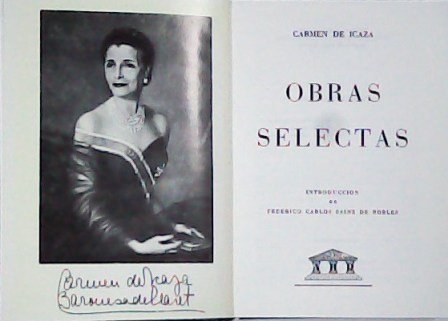 Carmen de Icaza
Baronesa de Claret
CARMEN DE ICAZA
OBRAS
SELECTAS
INTRODUCCION
DE
FEDERICO CARLOS SAINZ DE ROBLES